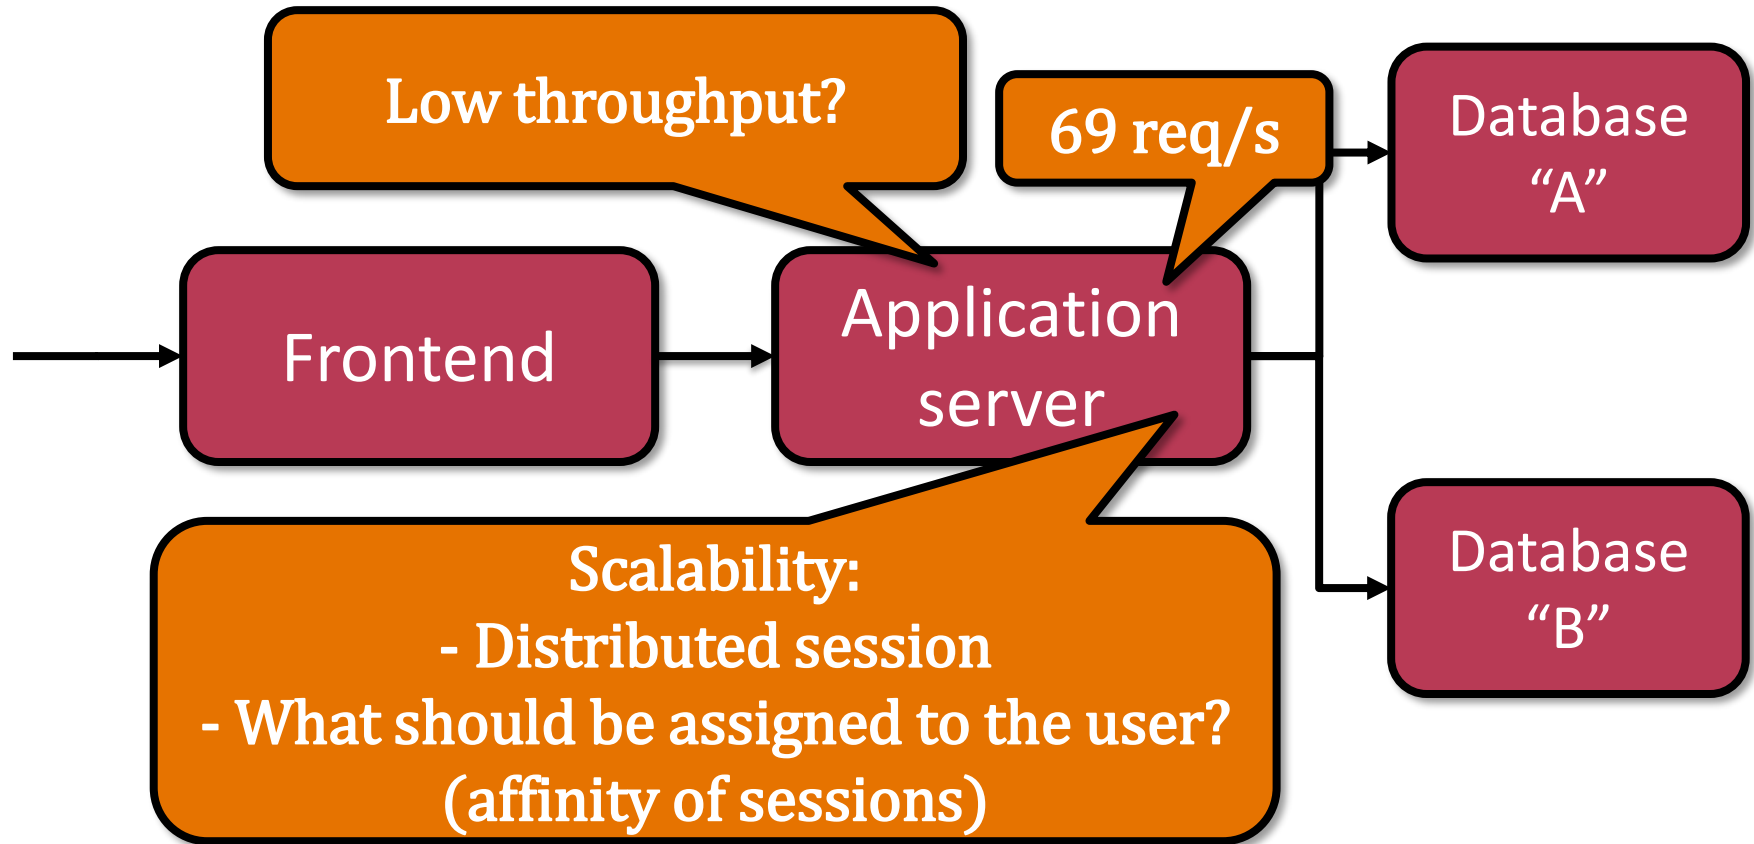 Low throughput?
69 req/s
Database
“A”
Frontend
Application
server
Scalability:
- Distributed session
- What should be assigned to the user?
(affinity of sessions)
Database
“B”